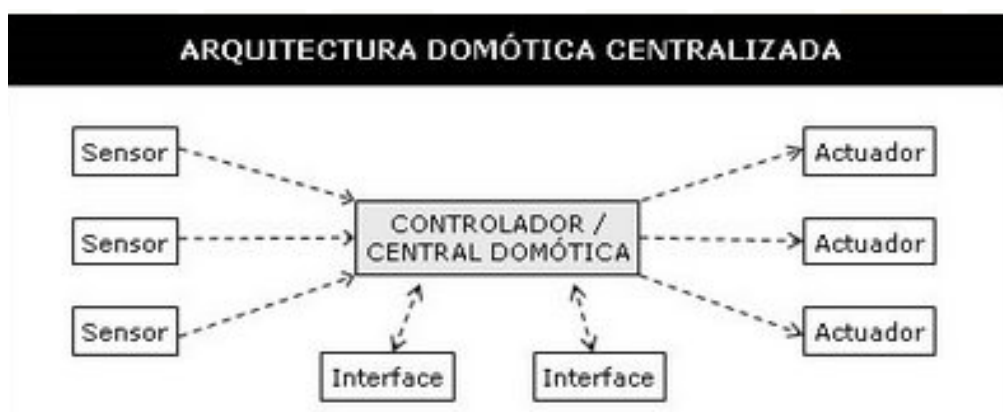 ARQUITECTURA DOMÓTICA CENTRALIZADA
Sensor
Actuador
CONTROLADOR /
CENTRAL DOMÓTICA
Sensor
Actuador
Sensor
Actuador
Interface
Interface